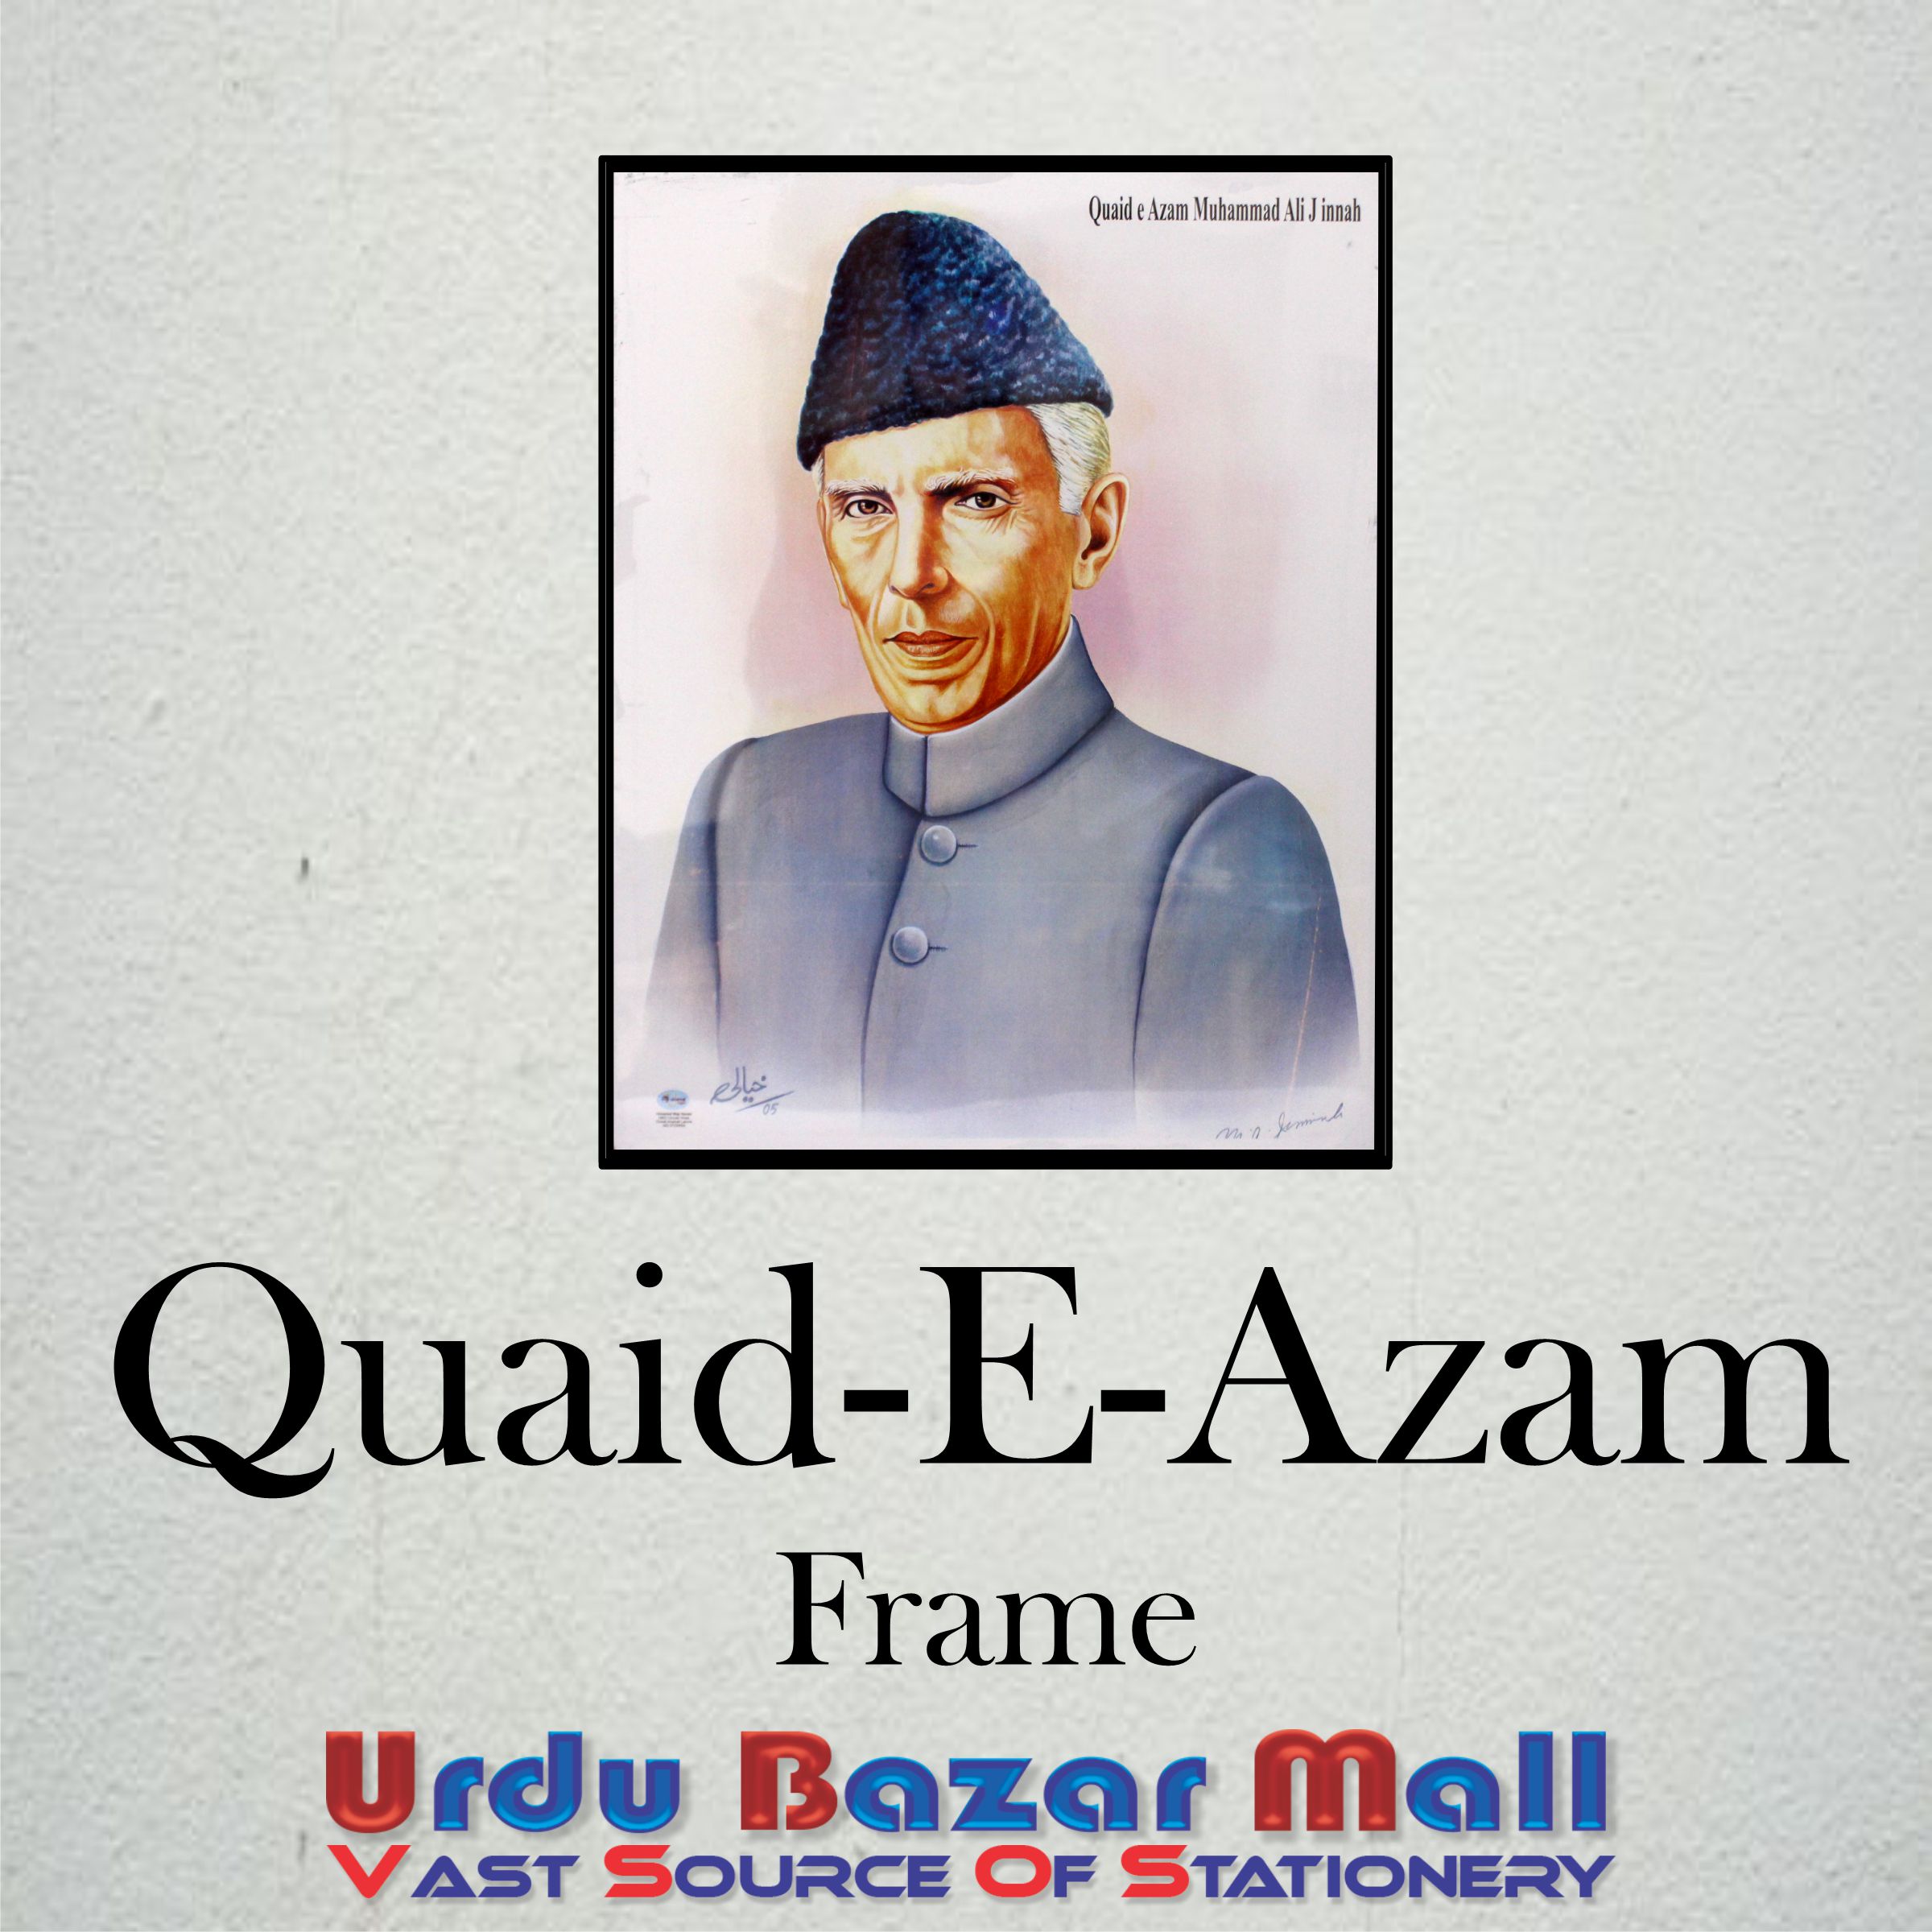 Quaid e Azam Muhammad Ali J innah
خیالی
05
Quaid-E-Azam
Frame
Urdu Bazar Mall
VAST SOURCE OF STATIONERY